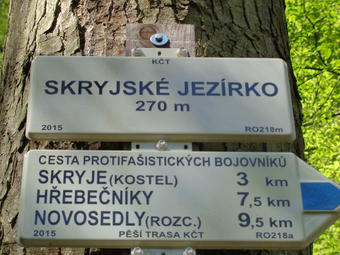 KČT
SKRYJSKÉ JEZÍRKO
270 m
2015 RO218m
CESTA PROTIFAŠISTICKÝCH BOJOVNÍKŮ
SKRYJE (KOSTEL) 3 km
HŘEBEČNÍKY 7,5 km
NOVOSEDLY (ROZC.) 9,5 km
2015 PĚŠÍ TRASA KČT RO218a